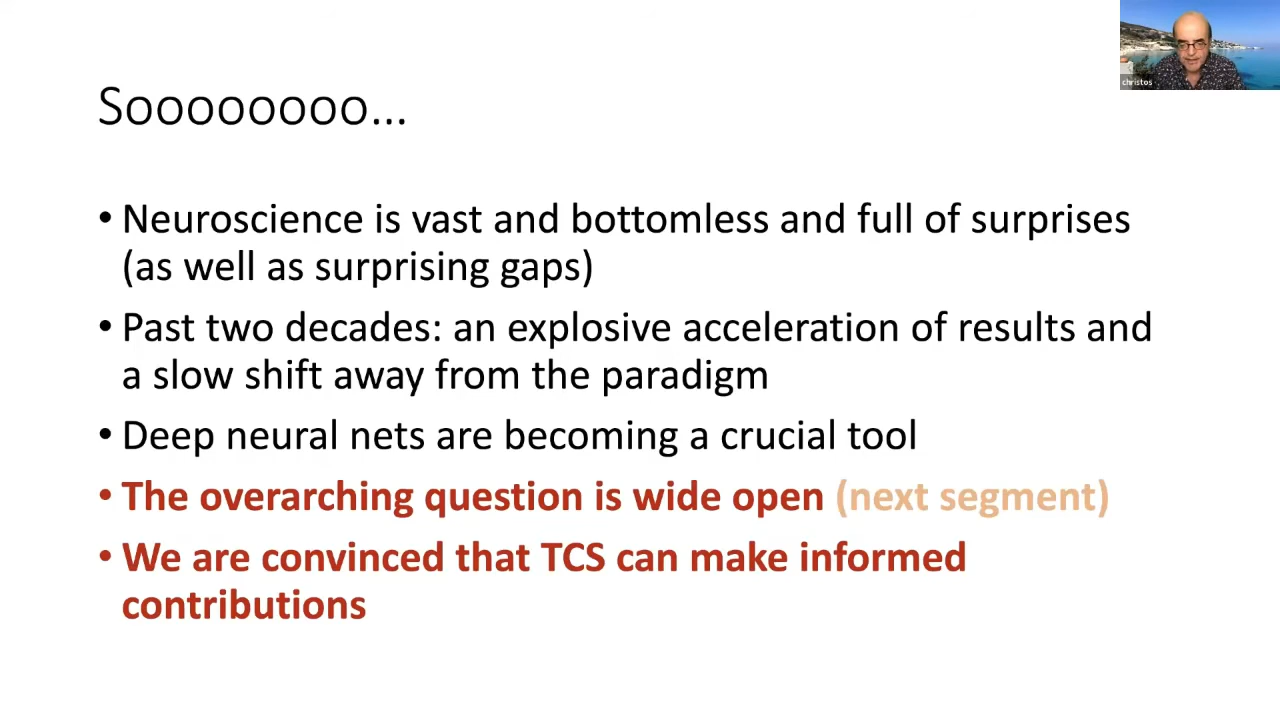 christos
Soooooooo...
• Neuroscience is vast and bottomless and full of surprises
(as well as surprising gaps)
• Past two decades: an explosive acceleration of results and
a slow shift away from the paradigm
• Deep neural nets are becoming a crucial tool
• The overarching question is wide open (next segment)
• We are convinced that TCS can make informed
contributions